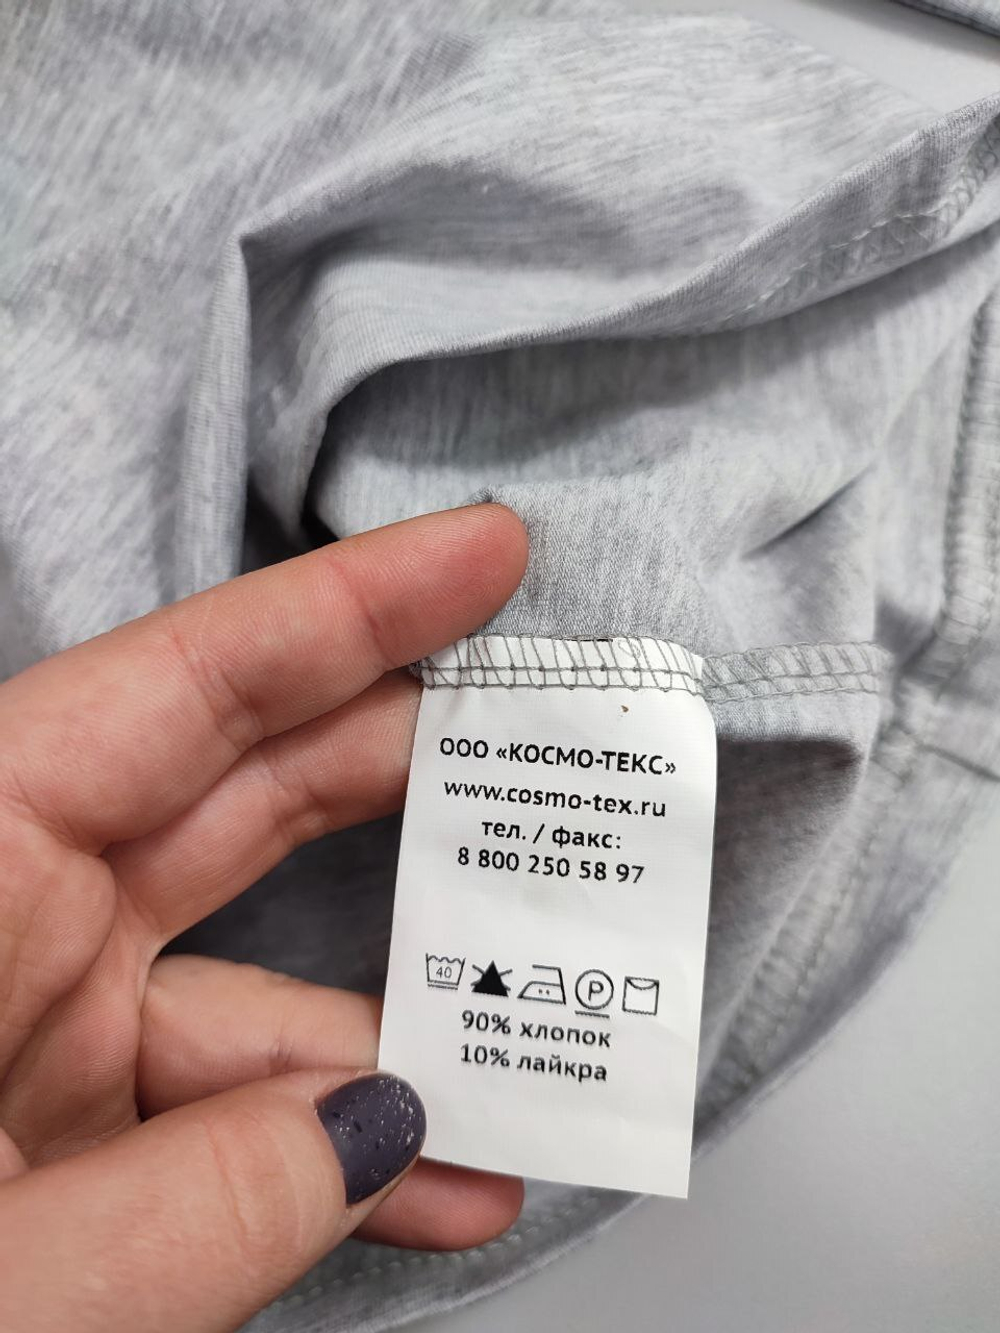 ООО «КОСМО-ТЕКС»
www.cosmo-tex.ru
тел. / факс:
8 800 250 58 97
40 P
90% хлопок
10% лайкра